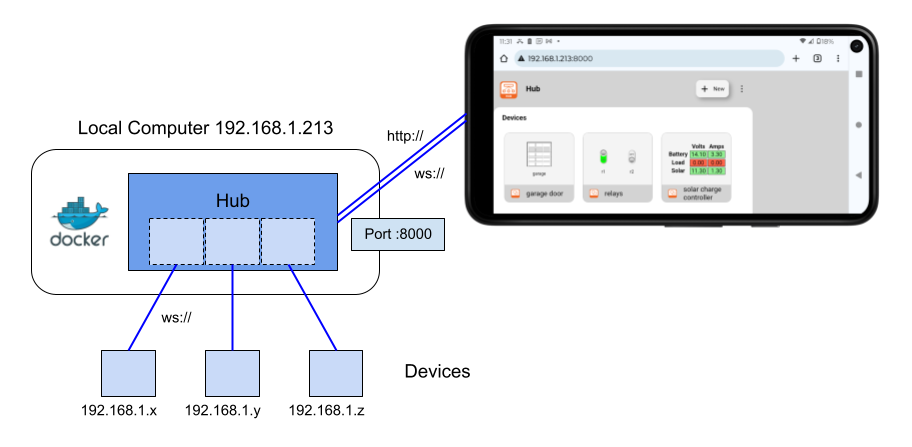 Local Computer 192.168.1.213
docker
Hub
Port :8000
http://
ws://
ws://
192.168.1.x
192.168.1.y
192.168.1.z
Devices
11:31
18%
192.168.1.213:8000
Hub
+ New
Devices
garage
r1
r2
Volts Amps
Battery 14.10 3.30
Load 0.00 0.00
Solar 11.30 1.30
garage door
relays
solar charge
controller